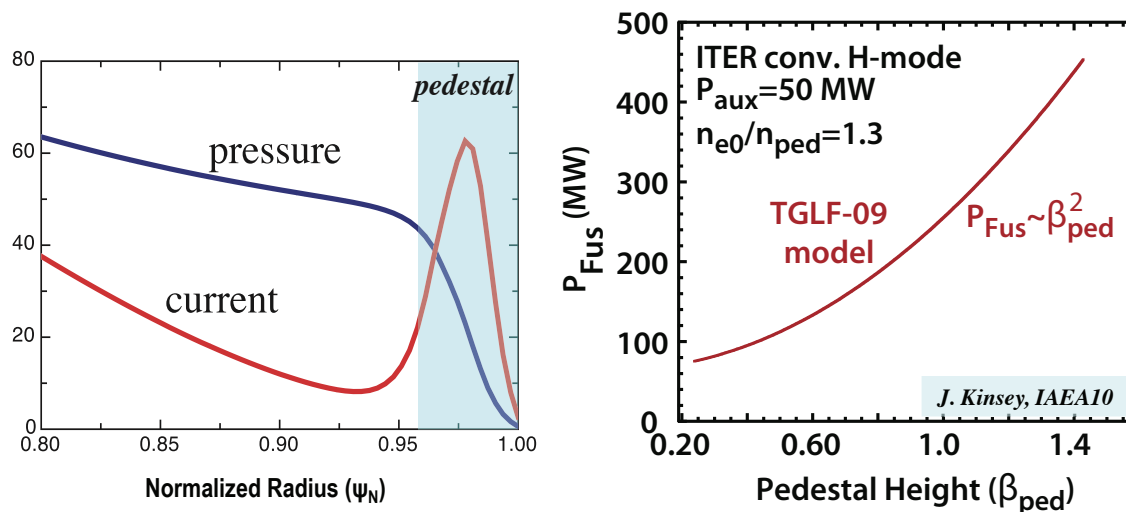 80
60
40
20
0
0.80
0.85
0.90
0.95
1.00
pedestal
pressure
current
Normalized Radius (ψN)
500
400
300
200
100
0
0.20
0.60
1.0
1.4
ITER conv. H-mode
Paux=50 MW
ne0/nped=1.3
TGLF-09
model
PFus~βped2
J. Kinsey, IAEA10
PFus (MW)
Pedestal Height (βped)